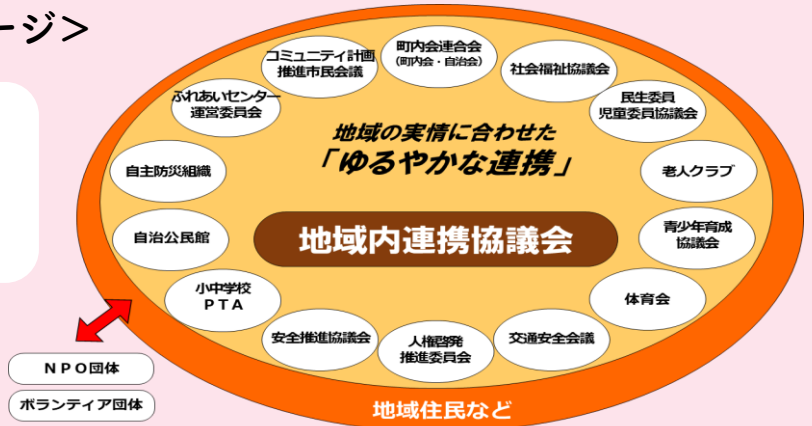 ージ＞
コミュニティ計画
推進市民会議
町内会連合会
（町内会・自治会）
社会福祉協議会
ふれあいセンター
運営委員会
民生委員
児童委員協議会
地域の実情に合わせた
「ゆるやかな連携」
自主防災組織
老人クラブ
自治公民館
地域内連携協議会
青少年育成
協議会
小中学校
ＰＴＡ
体育会
安全推進協議会
人権啓発
推進委員会
交通安全会議
ＮＰＯ団体
ボランティア団体
地域住民など